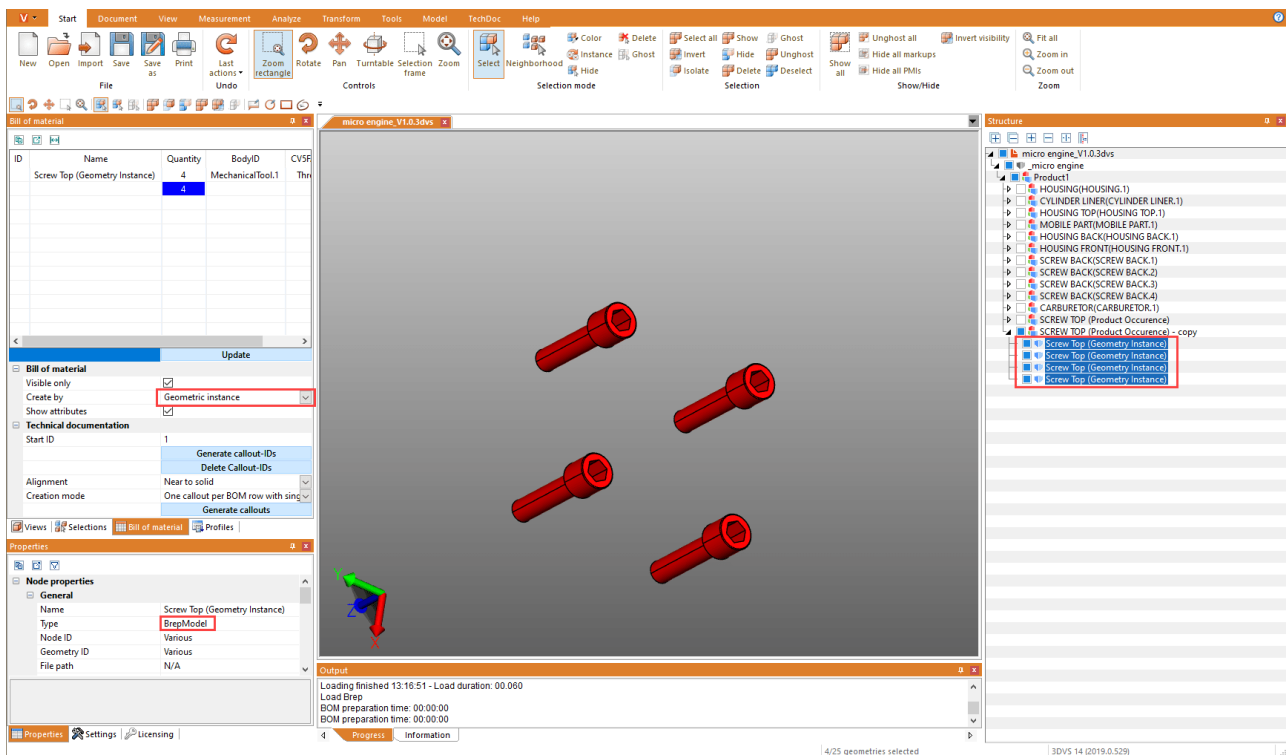 V Start Document View Measurement Analyze Transform Tools Model TechDoc Help
New Open Import Save Save as Print Last actions Zoom rectangle Rotate Pan Turntable Selection frame Zoom Select Neighborhood
Color Delete Select all Show Ghost Unghost all Invert visibility Fit all
Instance Ghost Invert Hide Unghost Show all Hide all markups Zoom in
Hide Isolate Delete Deselect Hide all PMIs Zoom out
File Undo Controls Selection mode Selection Show/Hide Zoom
Bill of material
ID Name Quantity BodyID CV5F
Screw Top (Geometry Instance) 4 MechanicalTool.1 Thr
4
Update
Bill of material
Visible only
Create by Geometric instance
Show attributes
Technical documentation
Start ID 1
Generate callout-IDs
Delete Callout-IDs
Alignment Near to solid
Creation mode One callout per BOM row with sing
Generate callouts
Views Selections Bill of material Profiles
Properties
Node properties
General
Name Screw Top (Geometry Instance)
Type BrepModel
Node ID Various
Geometry ID Various
File path N/A
Properties Settings Licensing
micro engine_V1.0.3dvs
Y
Z
X
Output
Loading finished 13:16:51 - Load duration: 00.060
Load Brep
BOM preparation time: 00:00:00
BOM preparation time: 00:00:00
Progress Information
Structure
micro engine_V1.0.3dvs
_micro engine
Product1
HOUSING(HOUSING.1)
CYLINDER LINER(CYLINDER LINER.1)
HOUSING TOP(HOUSING TOP.1)
MOBILE PART(MOBILE PART.1)
HOUSING BACK(HOUSING BACK.1)
HOUSING FRONT(HOUSING FRONT.1)
SCREW BACK(SCREW BACK.1)
SCREW BACK(SCREW BACK.2)
SCREW BACK(SCREW BACK.3)
SCREW BACK(SCREW BACK.4)
CARBURETOR(CARBURETOR.1)
SCREW TOP (Product Occurence)
SCREW TOP (Product Occurence) - copy
Screw Top (Geometry Instance)
Screw Top (Geometry Instance)
Screw Top (Geometry Instance)
Screw Top (Geometry Instance)
4/25 geometries selected 3DVS 14 (2019.0.529)